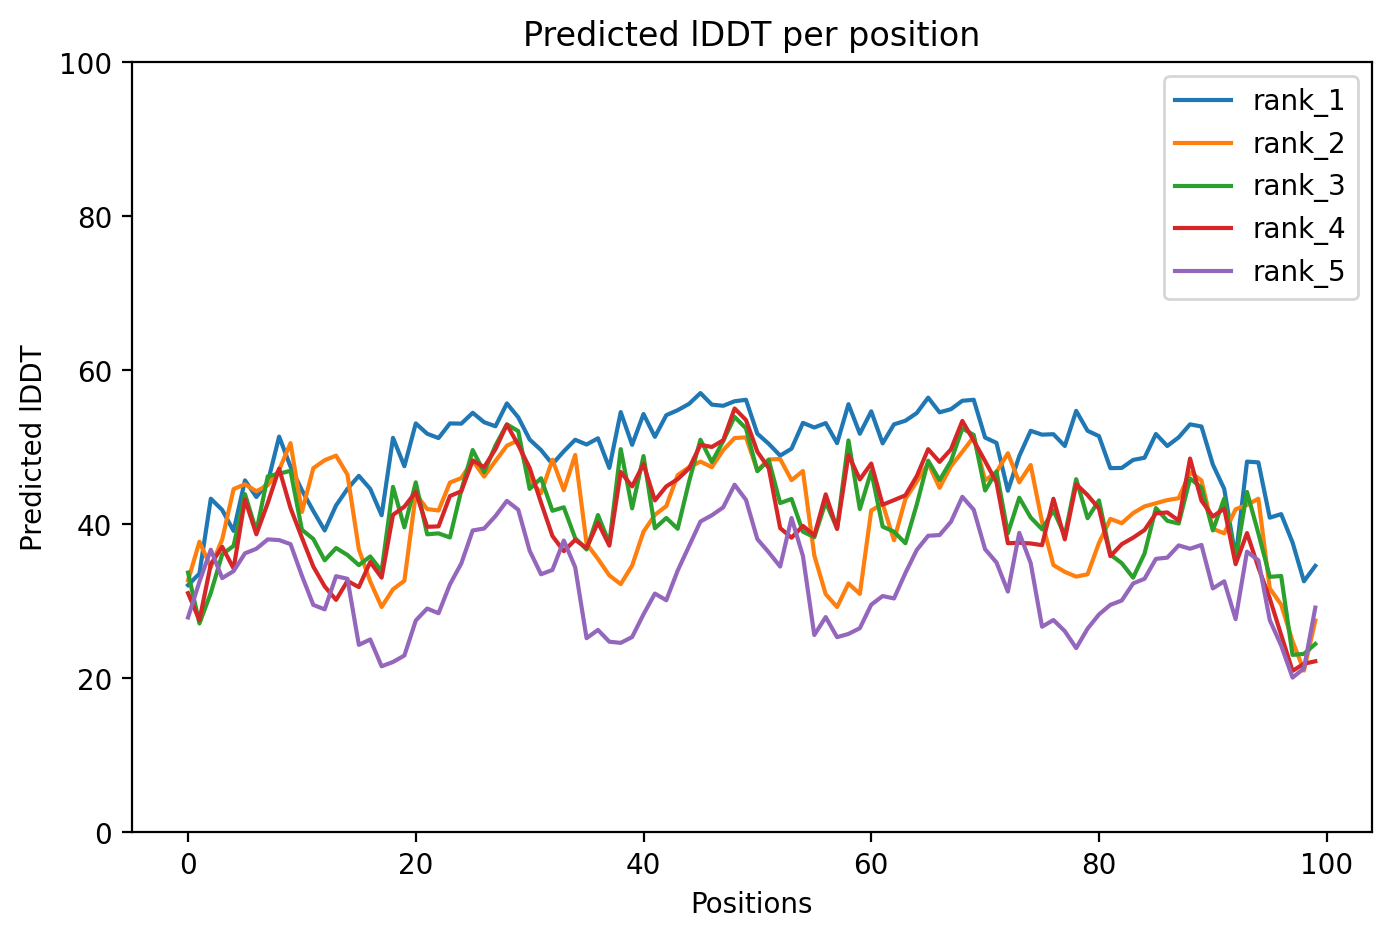 Predicted lDDT per position
100
80
60
40
20
0
Predicted lDDT
0 20 40 60 80 100
Positions
rank_1
rank_2
rank_3
rank_4
rank_5